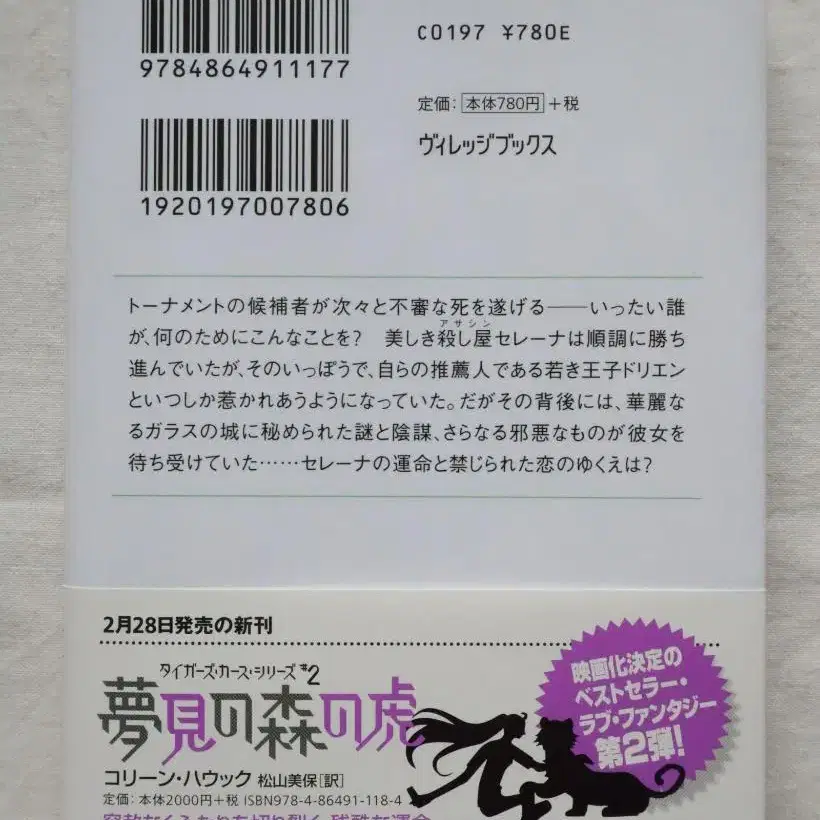 C0197 ¥780E
9784864911177
定価：本体780円+税
ヴィレッジブックス
1920197007806
トーナメントの候補者が次々と不審な死を遂げる――いったい誰
が、何のためにこんなことを？ 美しき殺し屋セレーナは順調に勝ち
アサシン
進んでいたが、そのいっぽうで、自らの推薦人である若き王子ドリエン
といつしか惹かれあうようになっていた。だがその背後には、華麗な
るガラスの城に秘められた謎と陰謀、さらなる邪悪なものが彼女を
待ち受けていた……セレーナの運命と禁じられた恋のゆくえは？
2月28日発売の新刊
タイガーズ・カース・シリーズ #2
夢見の森の虎
コリーン・ハウック 松山美保［訳］
定価：本体2000円+税 ISBN978-4-86491-118-4
映画化決定の
ベストセラー・
ラブ・ファンタジー
第2弾！